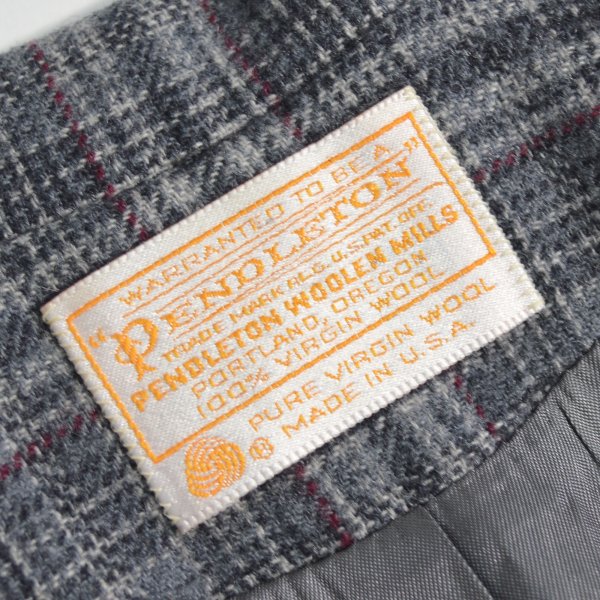 WARRANTED TO BE A
"PENDLETON"
TRADE MARK REG. U.S. PAT. OFF.
PENDLETON WOOLEN MILLS
PORTLAND, OREGON
100% VIRGIN WOOL
PURE VIRGIN WOOL
® MADE IN U.S.A.